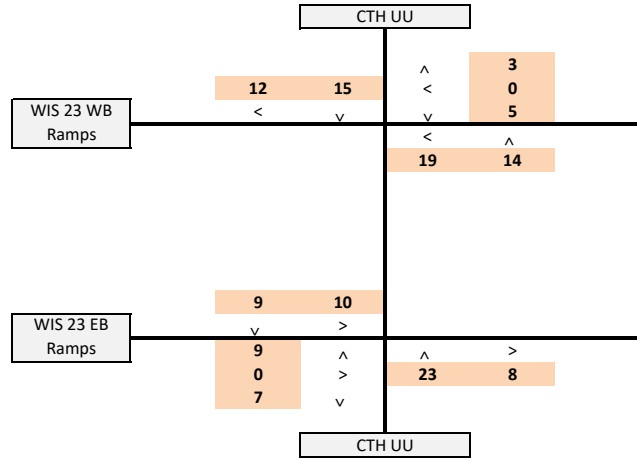 CTH UU
^ 3
12 15 < 0
WIS 23 WB
Ramps
< v v 5
< ^
19 14
9 10
WIS 23 EB
Ramps
v >
9 ^ ^ >
0 > 23 8
7 v
CTH UU